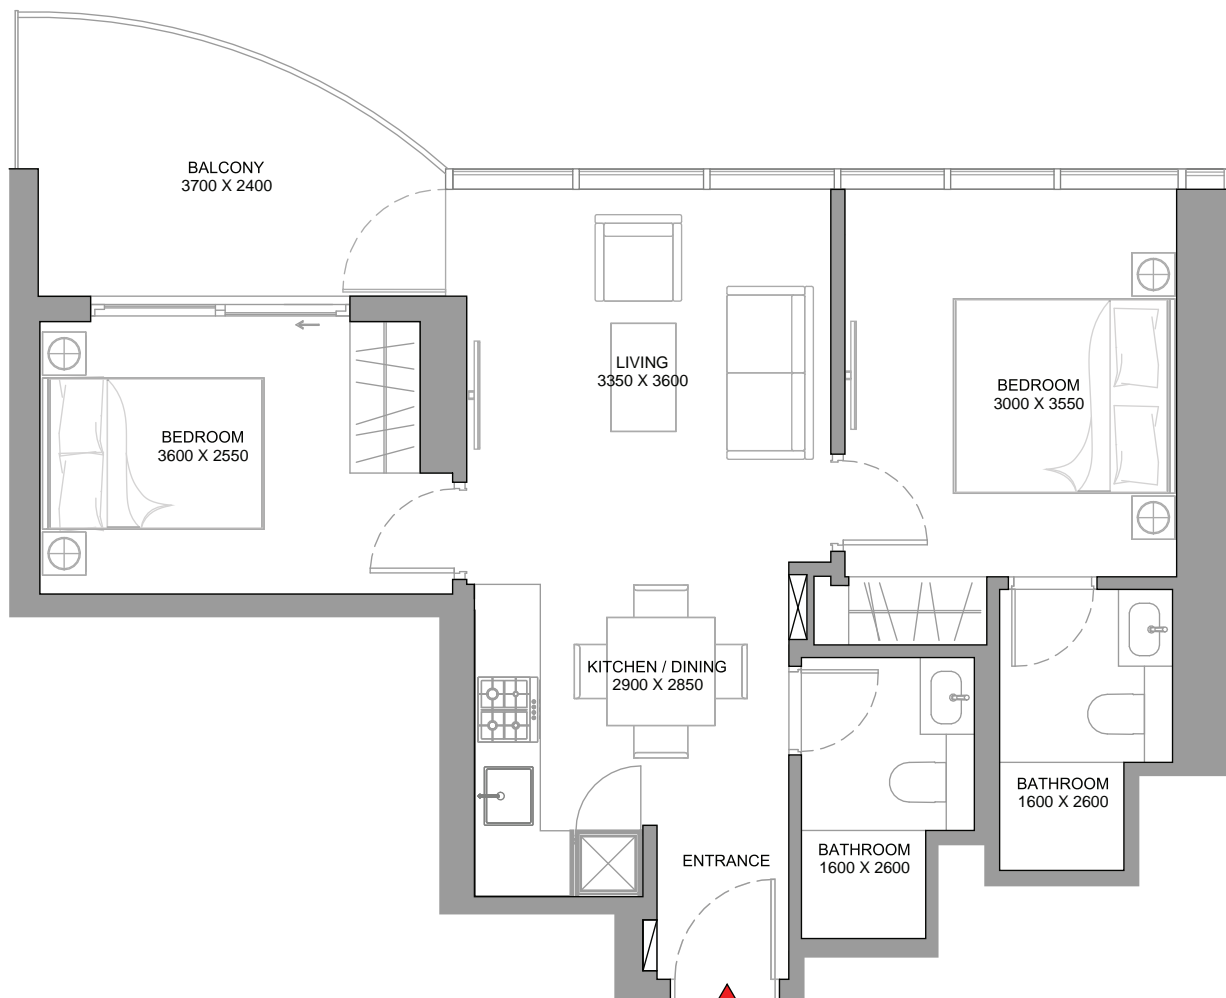 BALCONY
3700 X 2400
LIVING
3350 X 3600
BEDROOM
3000 X 3550
BEDROOM
3600 X 2550
KITCHEN / DINING
2900 X 2850
BATHROOM
1600 X 2600
BATHROOM
1600 X 2600
ENTRANCE